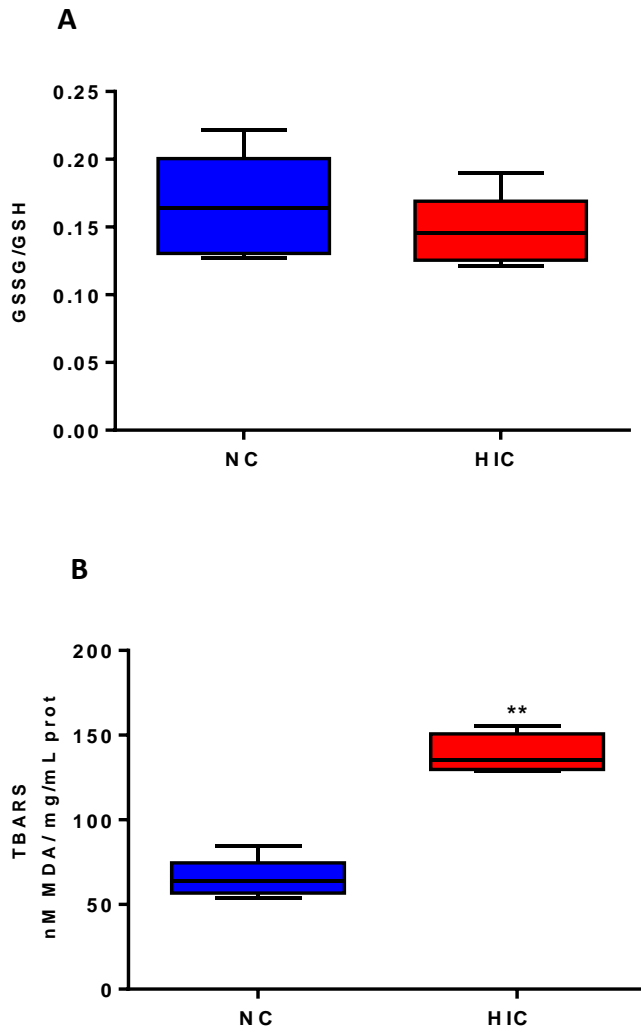 A
0.25
0.20
0.15
0.10
0.05
0.00
GSSG/GSH
NC
HIC
B
200
150
100
50
0
TBARS
nM MDA/ mg/mL prot
**
NC
HIC